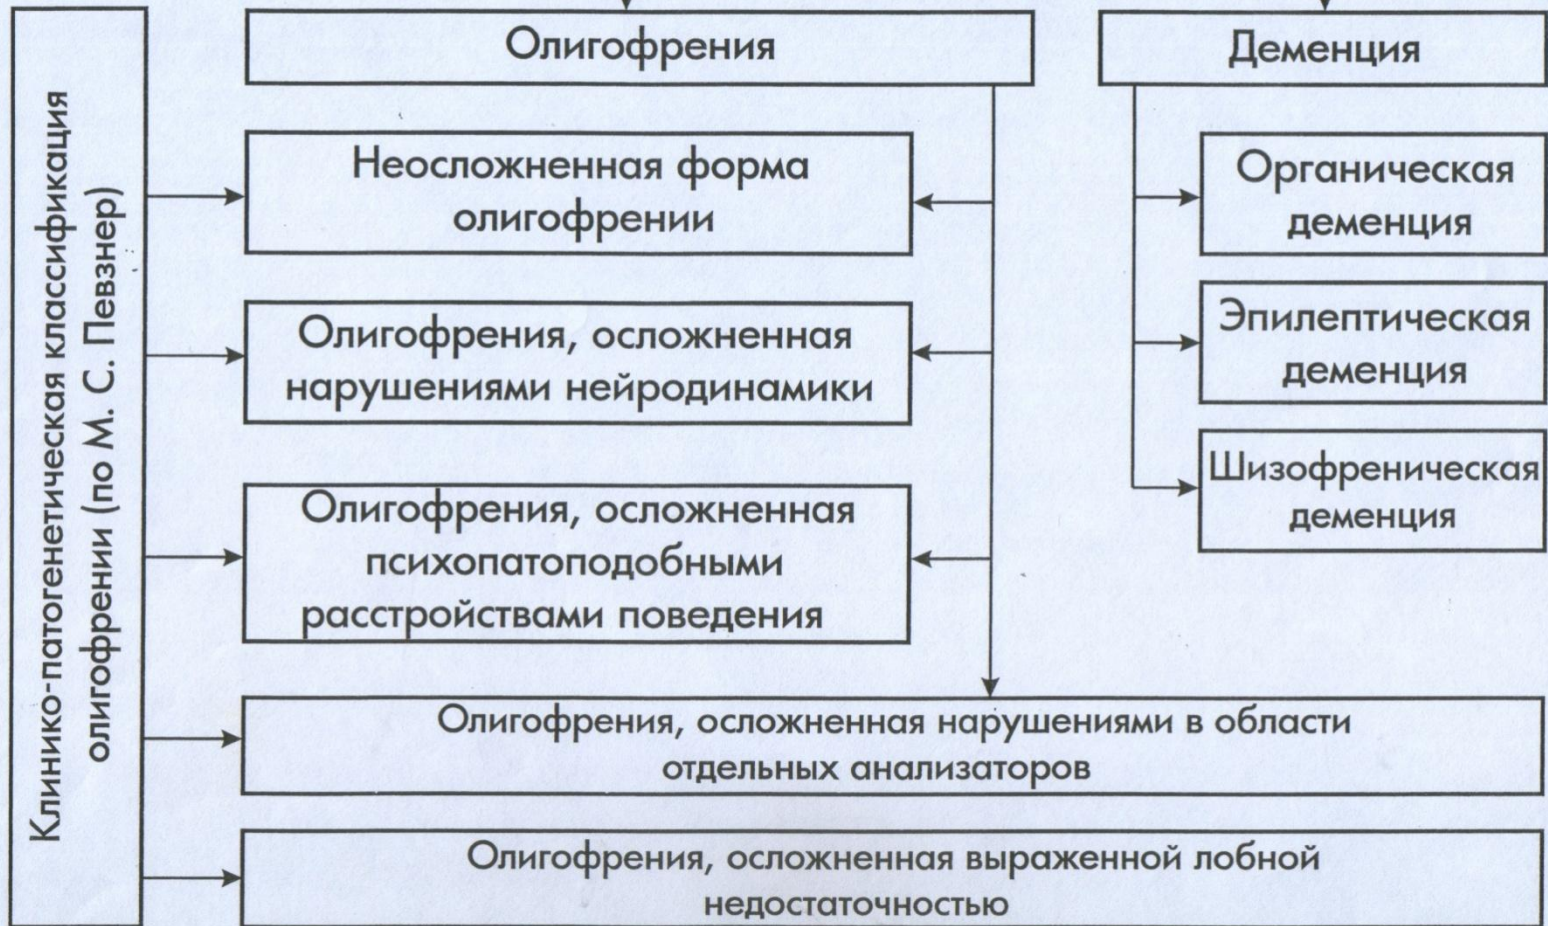 Клинико-патогенетическая классификация
олигофрении (по М. С. Певзнер)
Олигофрения
Неосложненная форма
олигофрении
Олигофрения, осложненная
нарушениями нейродинамики
Олигофрения, осложненная
психопатоподобными
расстройствами поведения
Олигофрения, осложненная нарушениями в области
отдельных анализаторов
Олигофрения, осложненная выраженной лобной
недостаточностью
Деменция
Органическая
деменция
Эпилептическая
деменция
Шизофреническая
деменция